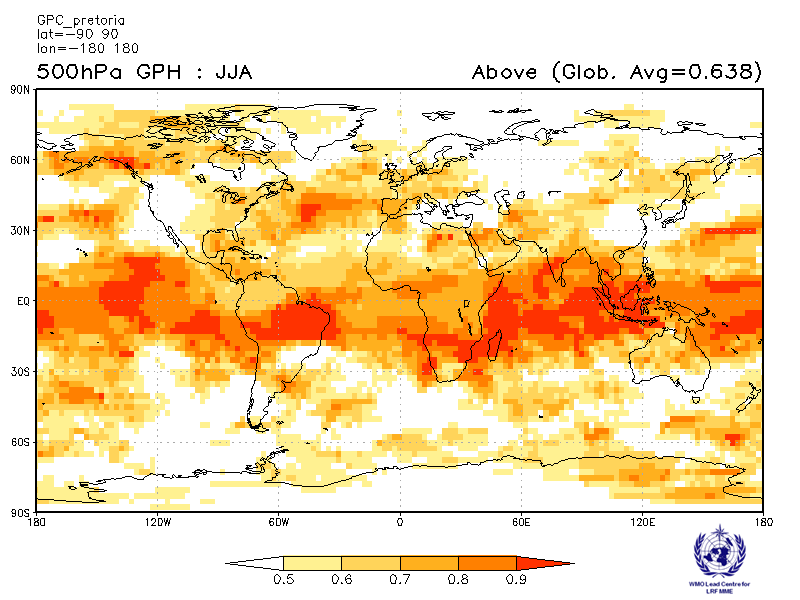 GPC_pretoria
lat=-90 90
lon=-180 180
500hPa GPH : JJA
Above (Glob. Avg=0.638)
90N
60N
30N
EQ
30S
60S
90S
180 120W 60W 0 60E 120E 180
0.5 0.6 0.7 0.8 0.9
WMO Lead Centre for
LRF MME